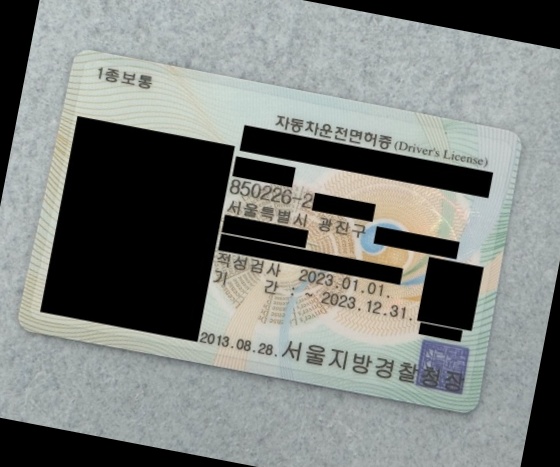 1종보통
자동차운전면허증 (Driver's License)
850226-2
서울특별시 광진구
적성검사 2023.01.01.
기 간 : ~ 2023.12.31.
2013.08.28. 서울지방경찰청장